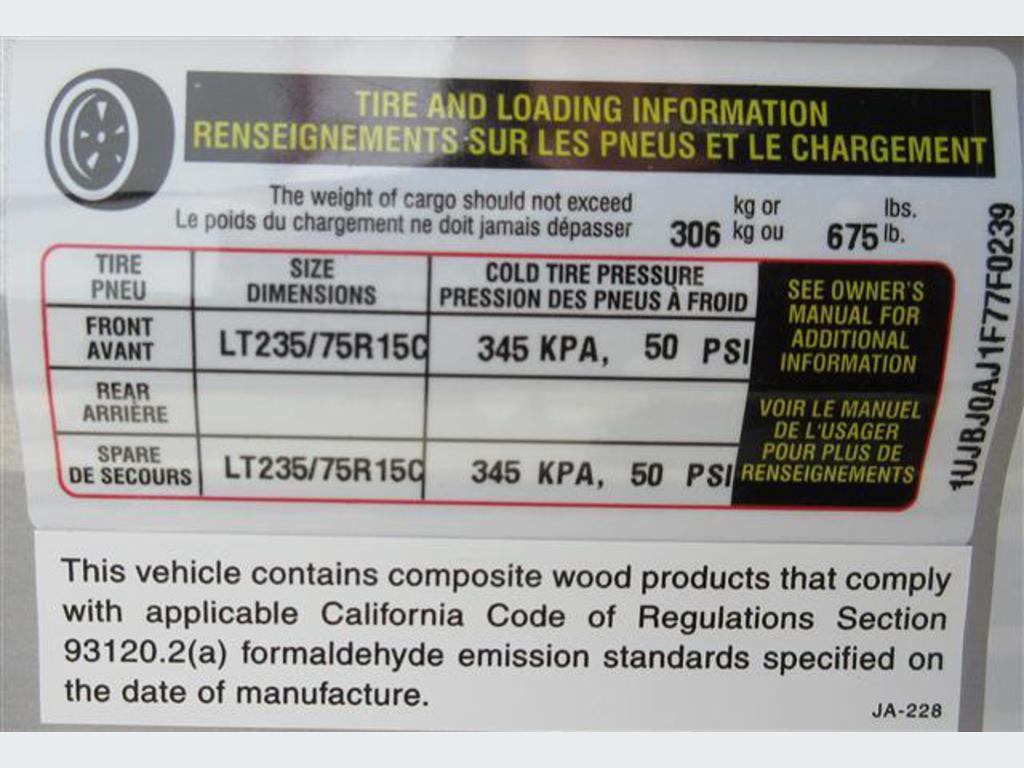 TIRE AND LOADING INFORMATION
RENSEIGNEMENTS SUR LES PNEUS ET LE CHARGEMENT
The weight of cargo should not exceed 306 kg or 675 lbs.
Le poids du chargement ne doit jamais dépasser kg ou lb.
TIRE SIZE COLD TIRE PRESSURE
PNEU DIMENSIONS PRESSION DES PNEUS À FROID
FRONT
AVANT LT235/75R15C 345 KPA, 50 PSI
REAR
ARRIÈRE
SPARE
DE SECOURS LT235/75R15C 345 KPA, 50 PSI
SEE OWNER'S
MANUAL FOR
ADDITIONAL
INFORMATION
VOIR LE MANUEL
DE L'USAGER
POUR PLUS DE
RENSEIGNEMENTS
1UJBJ0AJ1F77F0239
This vehicle contains composite wood products that comply
with applicable California Code of Regulations Section
93120.2(a) formaldehyde emission standards specified on
the date of manufacture.
JA-228